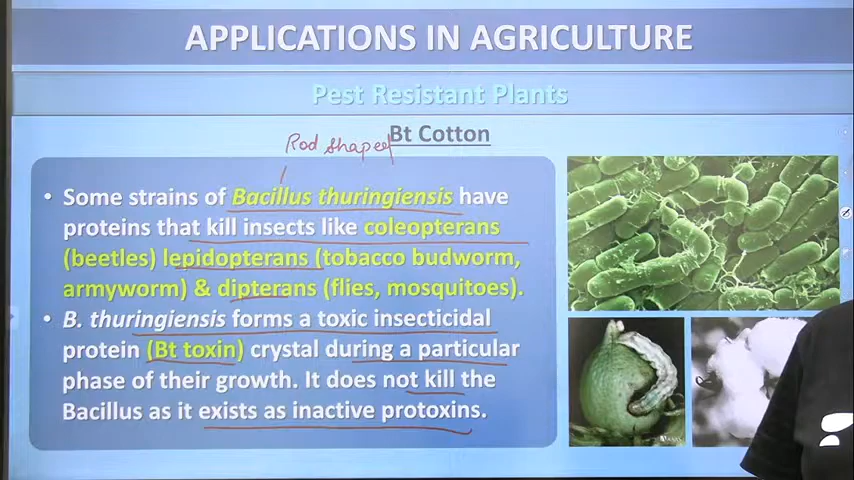 APPLICATIONS IN AGRICULTURE
Pest Resistant Plants
Bt Cotton
Rod shaped
• Some strains of Bacillus thuringiensis have
proteins that kill insects like coleopterans
(beetles) lepidopterans (tobacco budworm,
armyworm) & dipterans (flies, mosquitoes).
• B. thuringiensis forms a toxic insecticidal
protein (Bt toxin) crystal during a particular
phase of their growth. It does not kill the
Bacillus as it exists as inactive protoxins.